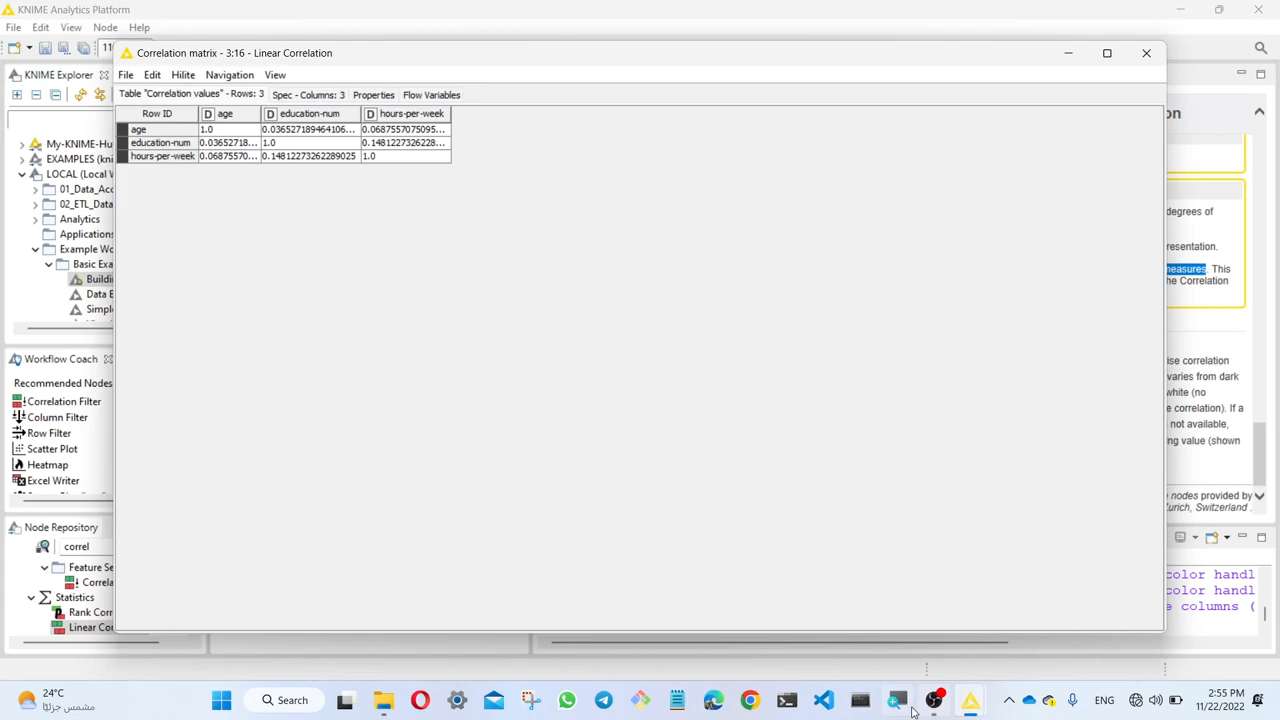 KNIME Analytics Platform
File Edit View Node Help
Correlation matrix - 3:16 - Linear Correlation
File Edit Hilite Navigation View
Table "Correlation values" - Rows: 3 Spec - Columns: 3 Properties Flow Variables
Row ID D age D education-num D hours-per-week
age 1.0 0.036527189464106... 0.0687557075095...
education-num 0.03652718... 1.0 0.1481227326228...
hours-per-week 0.06875570... 0.14812273262289025 1.0
KNIME Explorer
My-KNIME-Hu
EXAMPLES (kni
LOCAL (Local W
01_Data_Acc
02_ETL_Data
Analytics
Applications
Example Wo
Basic Exa
Buildi
Data E
Simpl
Workflow Coach
Recommended Nodes
Correlation Filter
Column Filter
Row Filter
Scatter Plot
Heatmap
Excel Writer
Node Repository
correl
Feature Se
Correla
Statistics
Rank Corr
Linear Cor
on
degrees of
resentation.
measures. This
he Correlation
ise correlation
varies from dark
white (no
e correlation). If a
not available,
ng value (shown
nodes provided by
Zurich, Switzerland .
color handl
color handl
e columns (
24°C
مشمس جزئي
Search
ENG
2:55 PM
11/22/2022